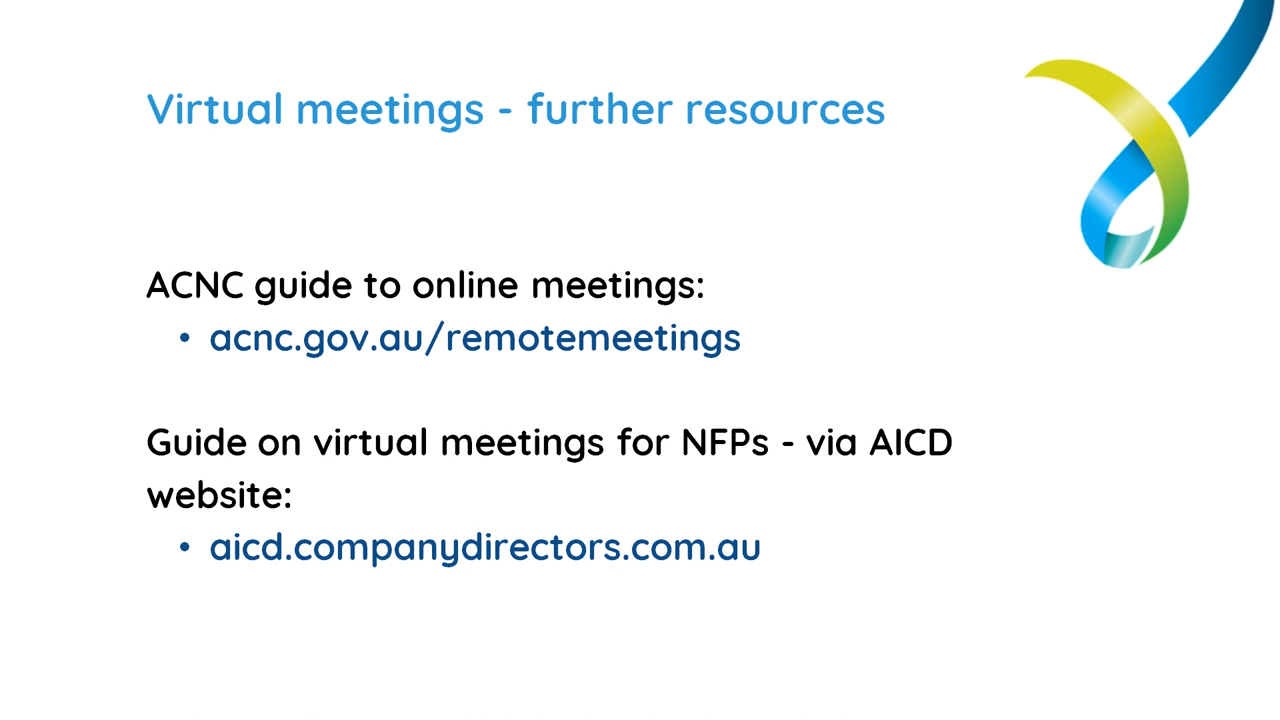 Virtual meetings - further resources
ACNC guide to online meetings:
• acnc.gov.au/remotemeetings
Guide on virtual meetings for NFPs - via AICD
website:
• aicd.companydirectors.com.au